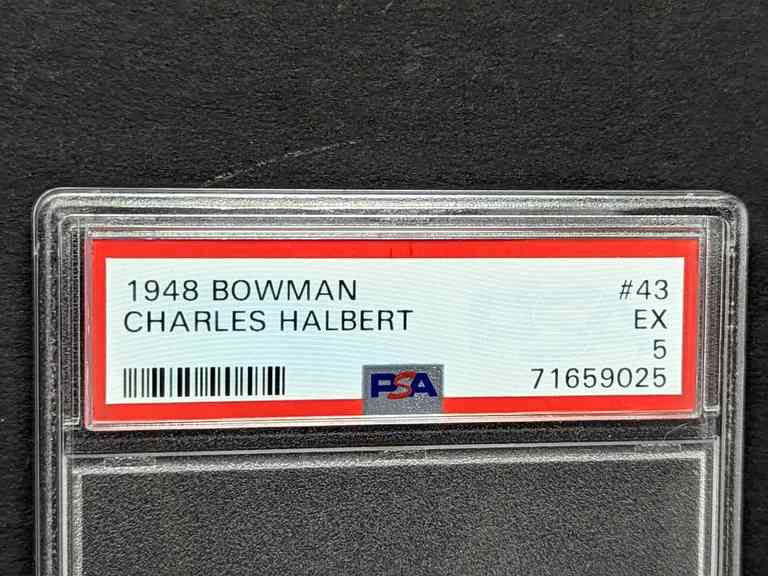 1948 BOWMAN #43
CHARLES HALBERT EX
5
PSA 71659025